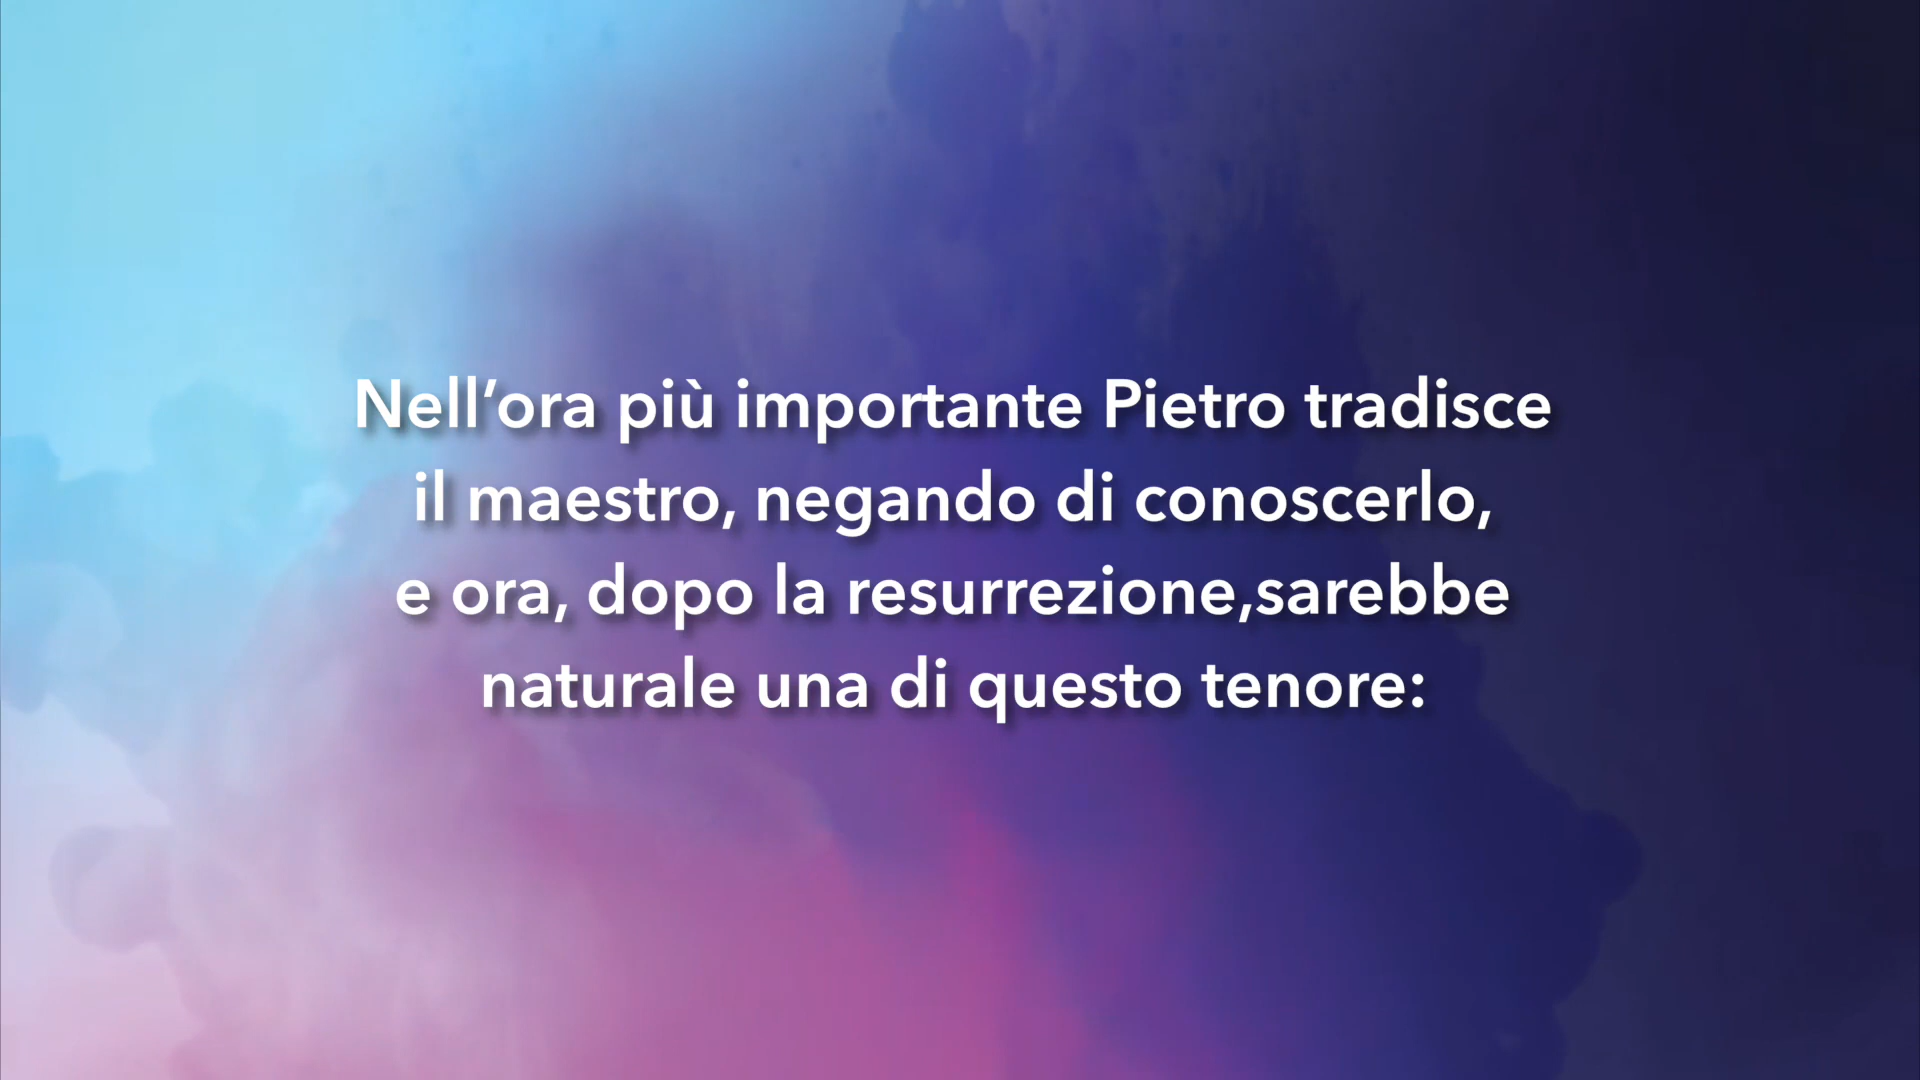 Nell’ora più importante Pietro tradisce
il maestro, negando di conoscerlo,
e ora, dopo la resurrezione,sarebbe
naturale una di questo tenore: